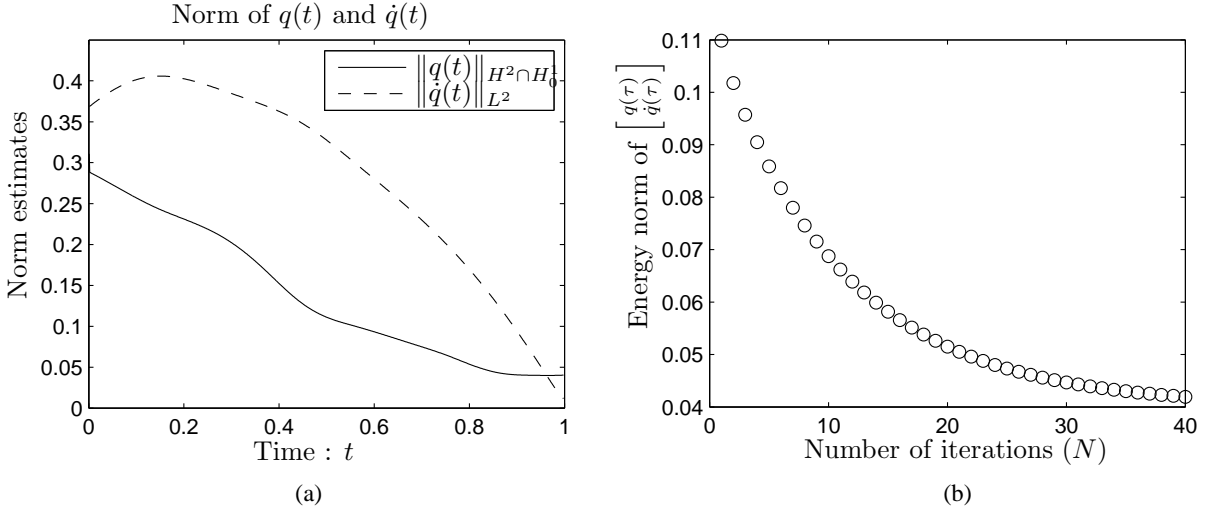 Norm of q(t) and q̇(t)
‖q(t)‖_{H²∩H₀¹}
‖q̇(t)‖_{L²}
Norm estimates
0.4
0.35
0.3
0.25
0.2
0.15
0.1
0.05
0
0 0.2 0.4 0.6 0.8 1
Time : t
(a)
Energy norm of [q(τ) q̇(τ)]
0.11
0.1
0.09
0.08
0.07
0.06
0.05
0.04
0 10 20 30 40
Number of iterations (N)
(b)